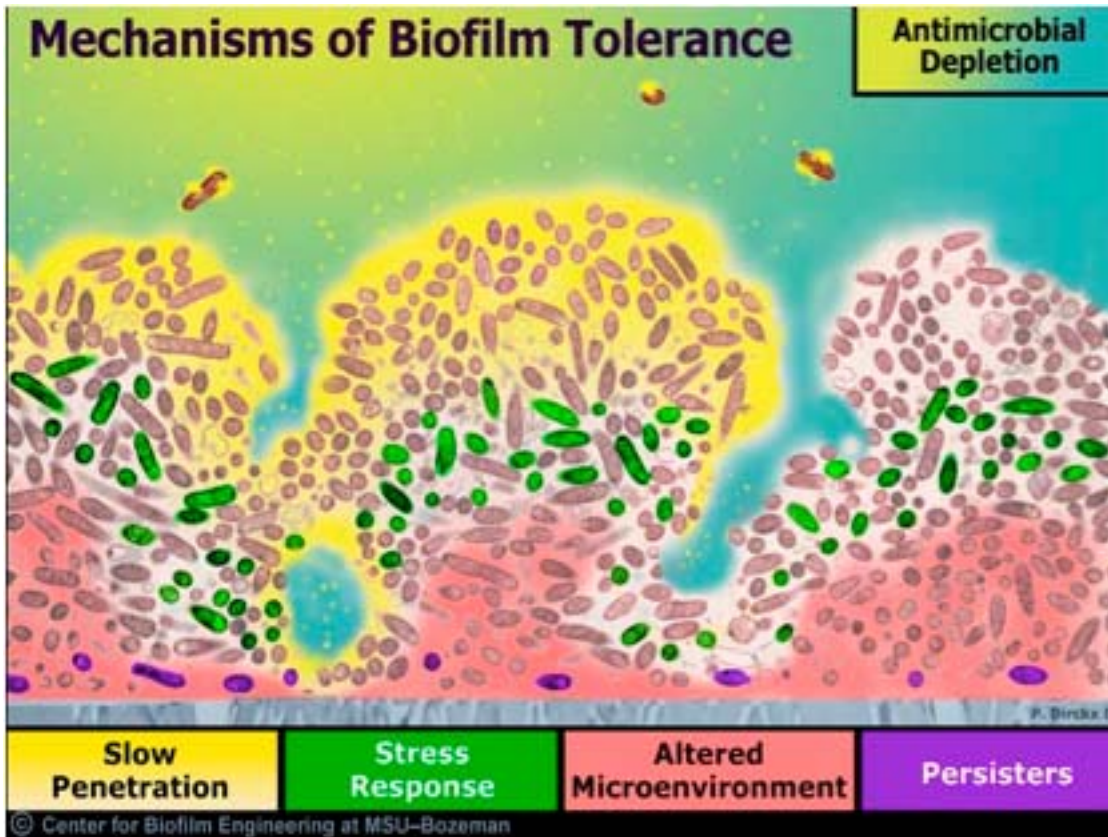 Mechanisms of Biofilm Tolerance
Antimicrobial
Depletion
P. Dirckx
Slow
Penetration
Stress
Response
Altered
Microenvironment
Persisters
© Center for Biofilm Engineering at MSU–Bozeman